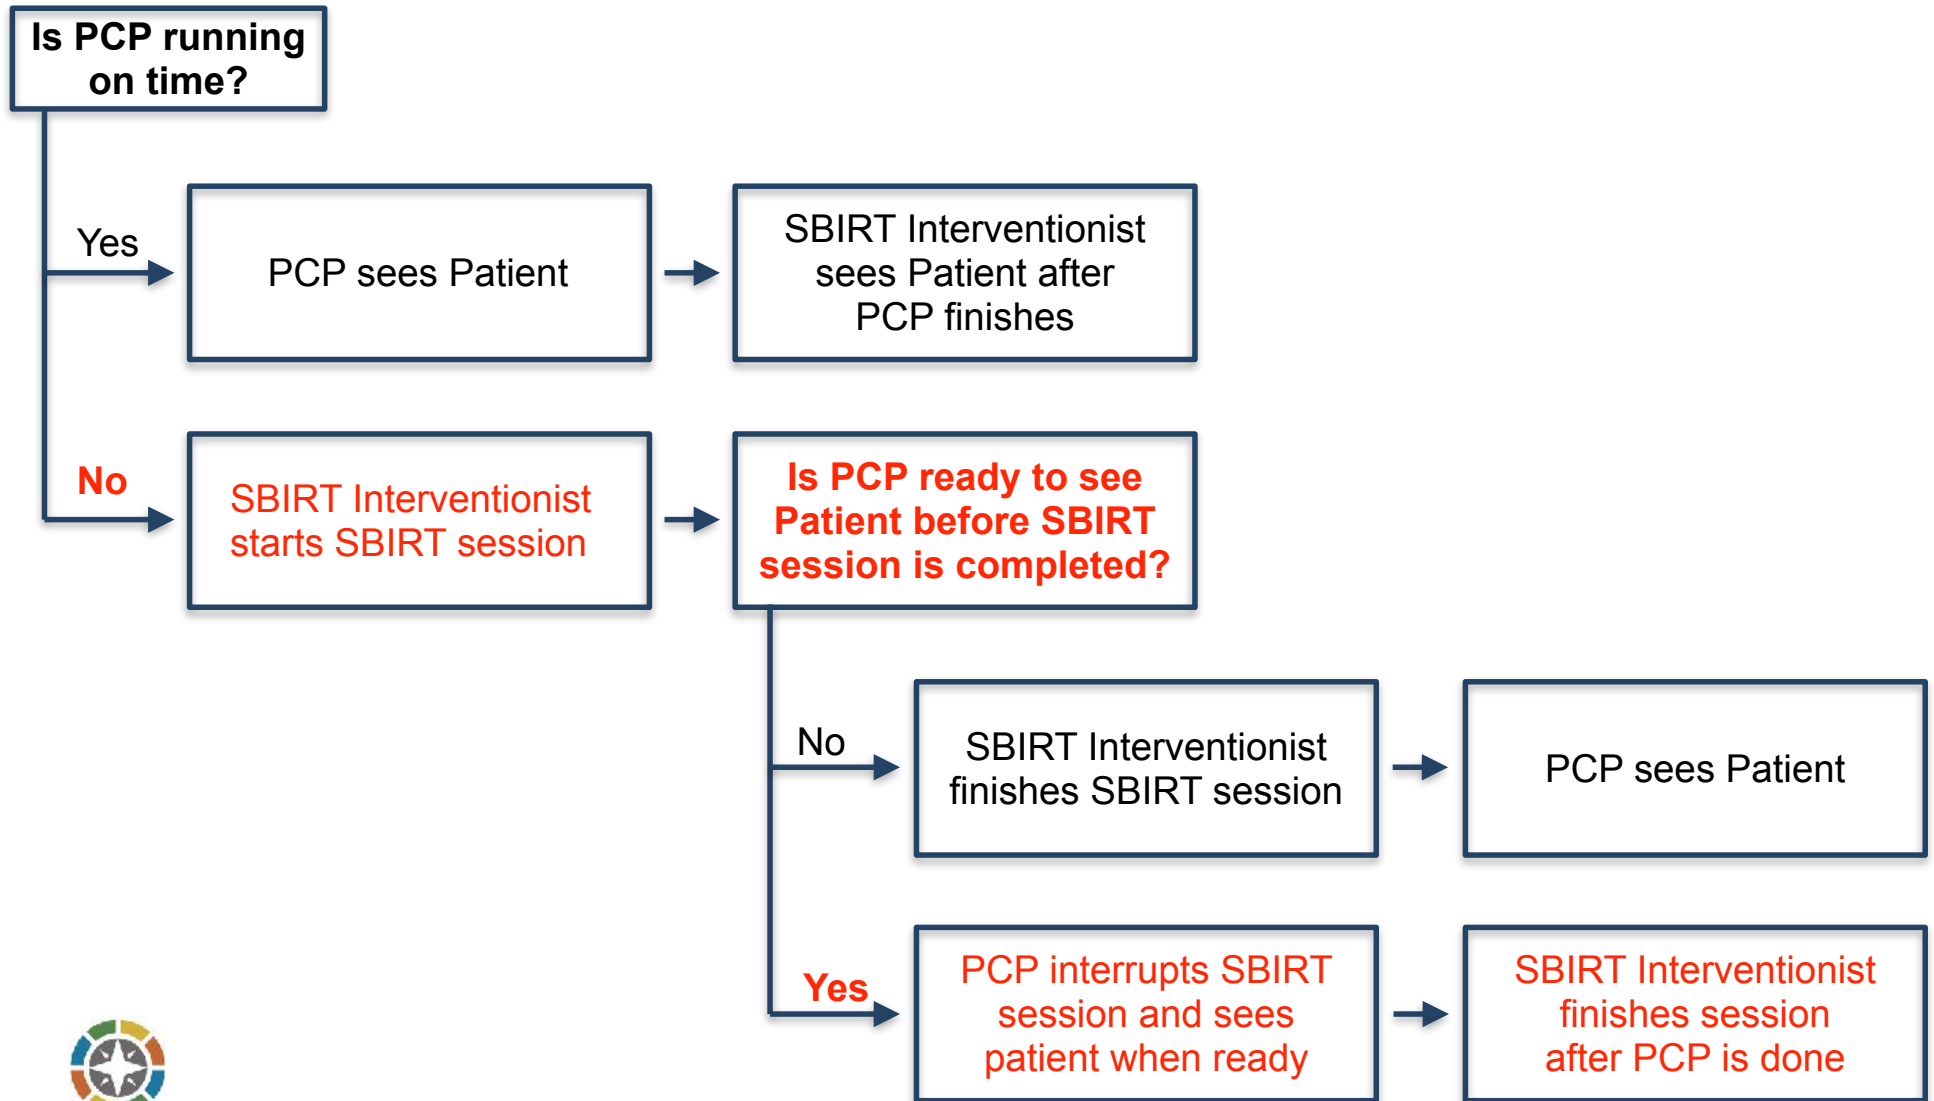 Is PCP running
on time?
Yes
PCP sees Patient
SBIRT Interventionist
sees Patient after
PCP finishes
No
SBIRT Interventionist
starts SBIRT session
Is PCP ready to see
Patient before SBIRT
session is completed?
No
SBIRT Interventionist
finishes SBIRT session
PCP sees Patient
Yes
PCP interrupts SBIRT
session and sees
patient when ready
SBIRT Interventionist
finishes session
after PCP is done